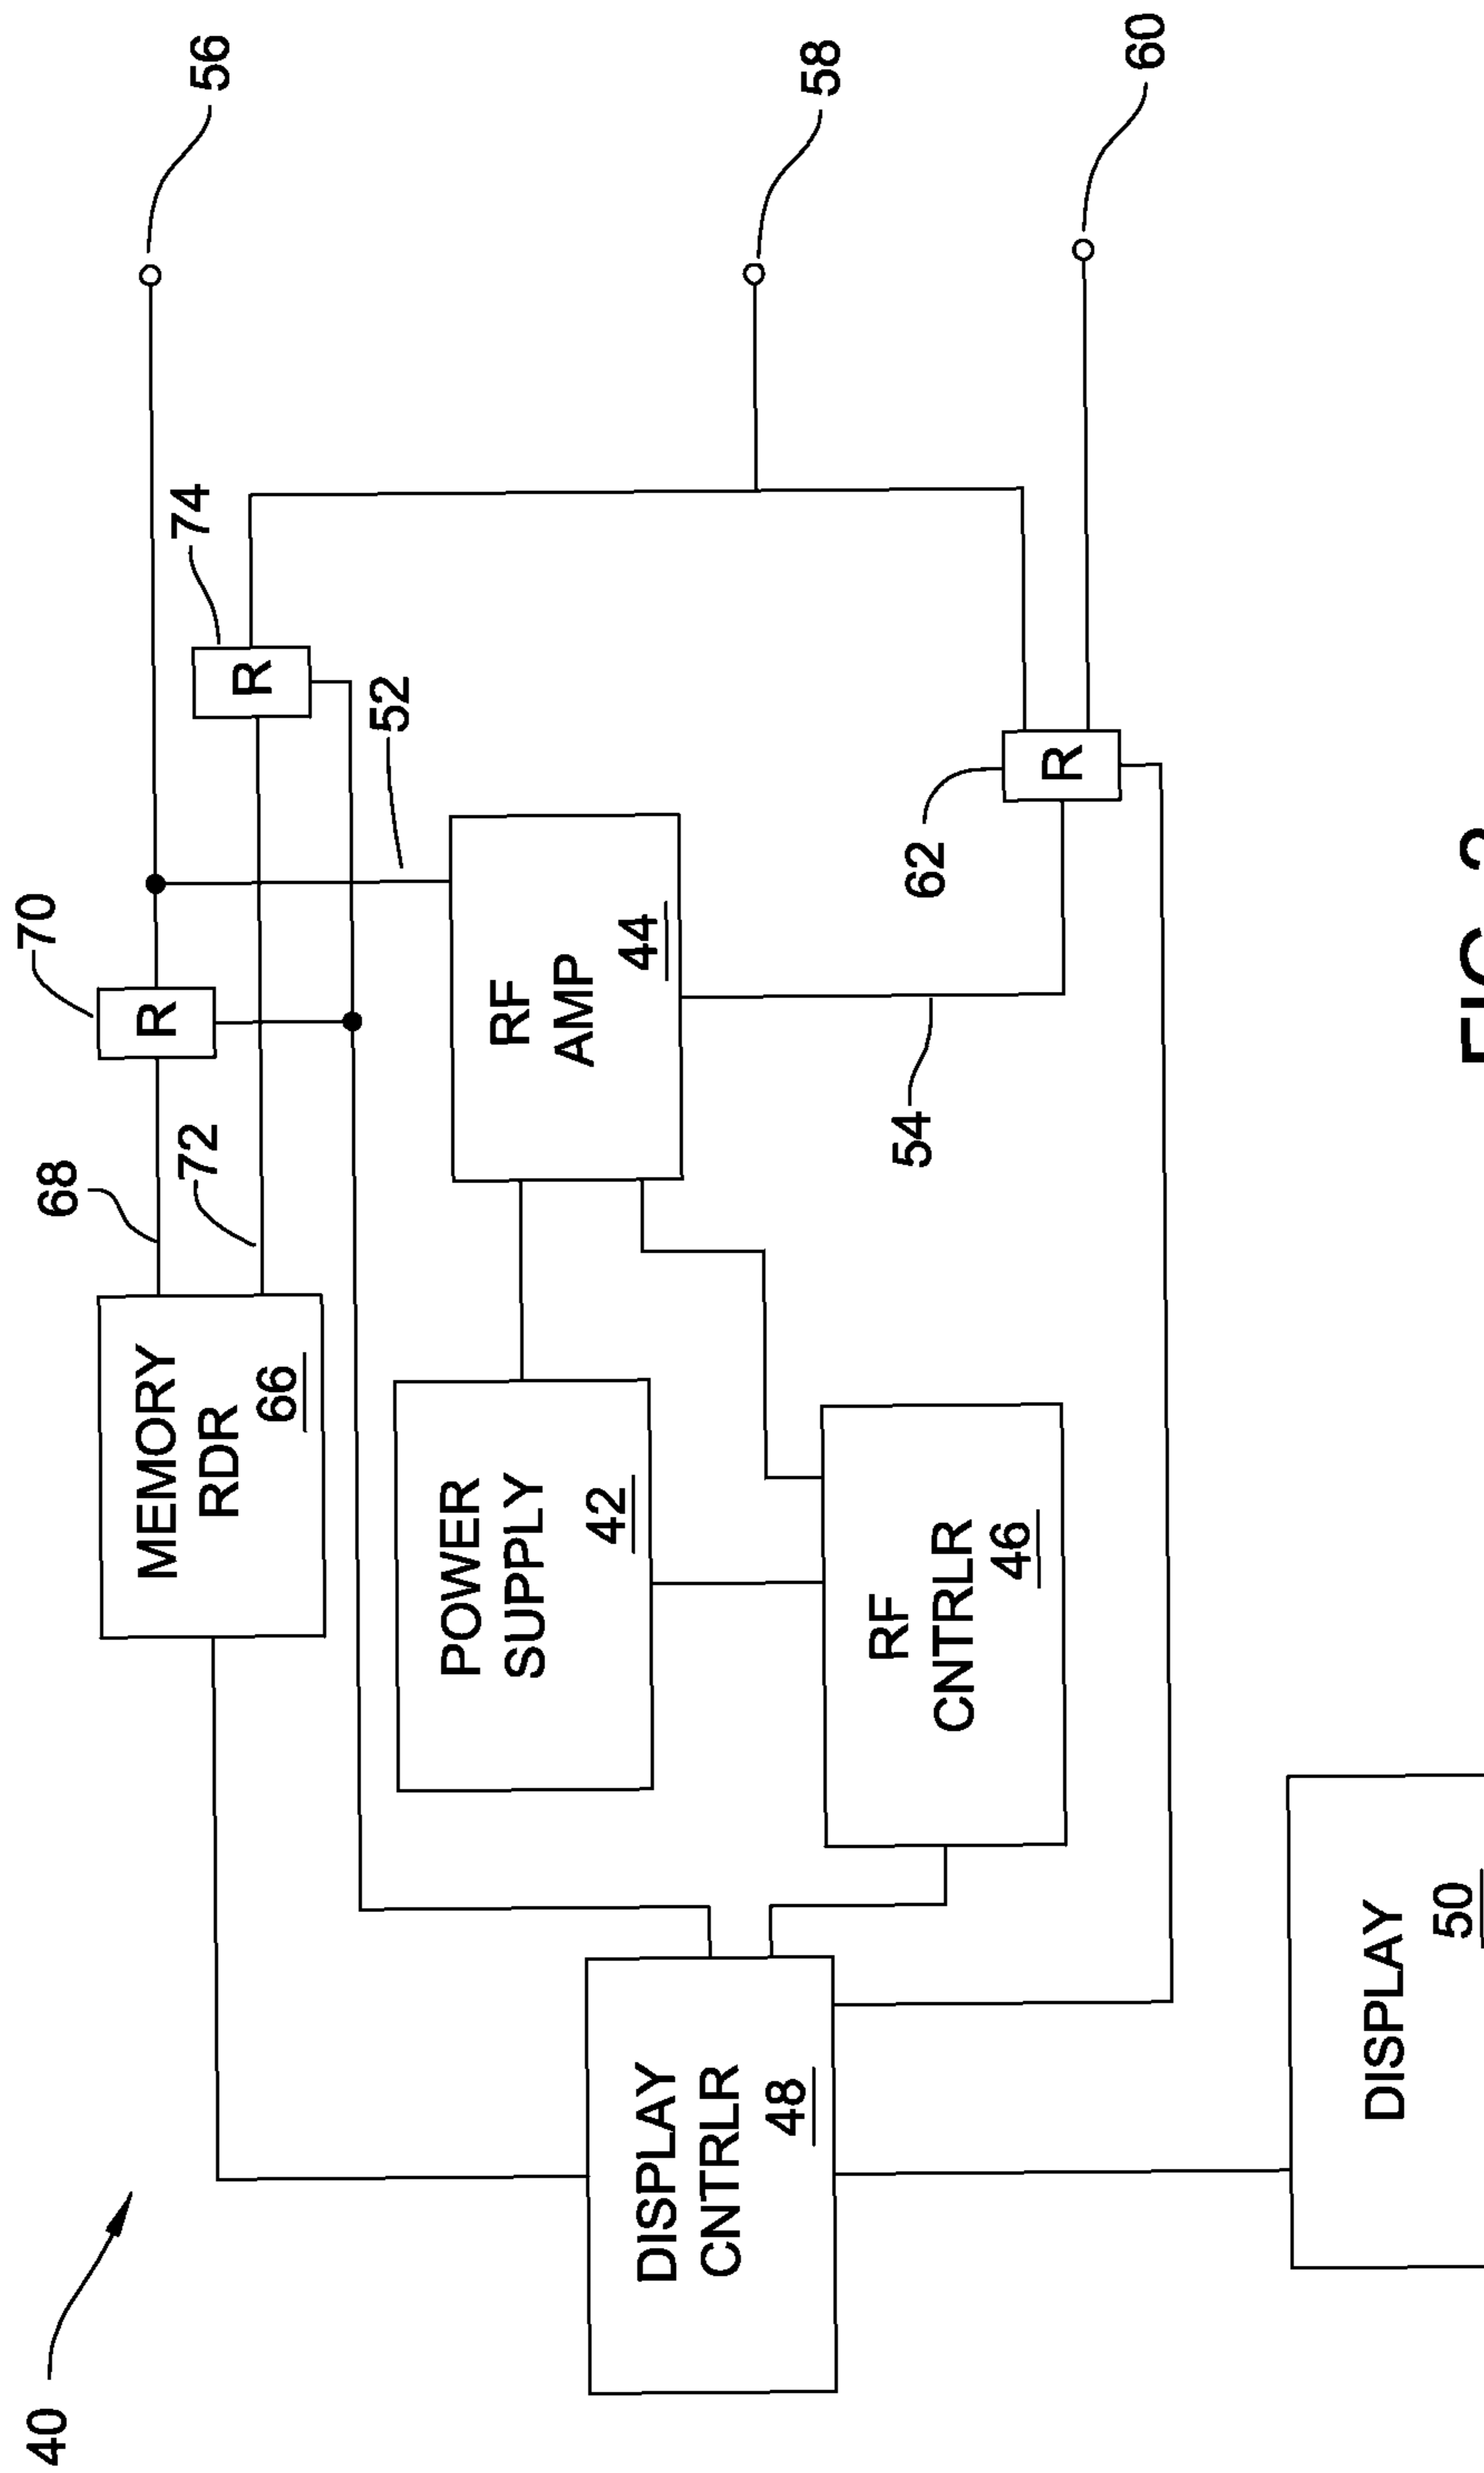 40
68
70
72
74
56
MEMORY
RDR
66
R
R
52
POWER
SUPPLY
42
RF
AMP
44
58
DISPLAY
CNTRLR
48
RF
CNTRLR
46
54
62
R
60
DISPLAY
50